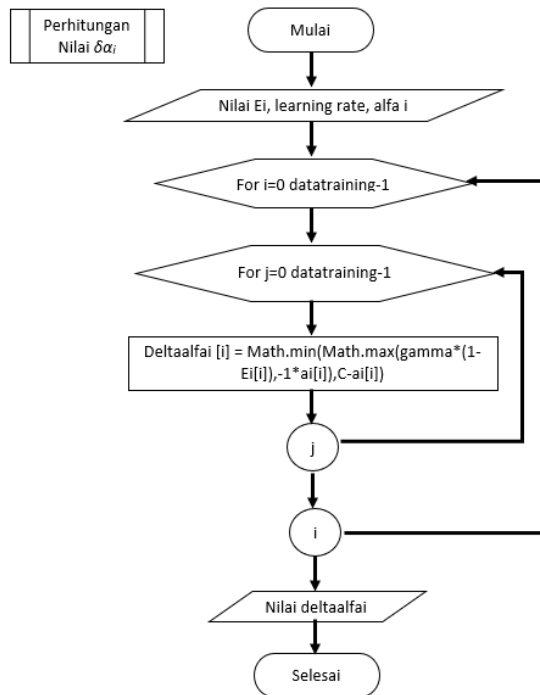 Perhitungan
Nilai δαi
Mulai
Nilai Ei, learning rate, alfa i
For i=0 datatraining-1
For j=0 datatraining-1
Deltaalfai [i] = Math.min(Math.max(gamma*(1-
Ei[i]),-1*ai[i]),C-ai[i])
j
i
Nilai deltaalfai
Selesai